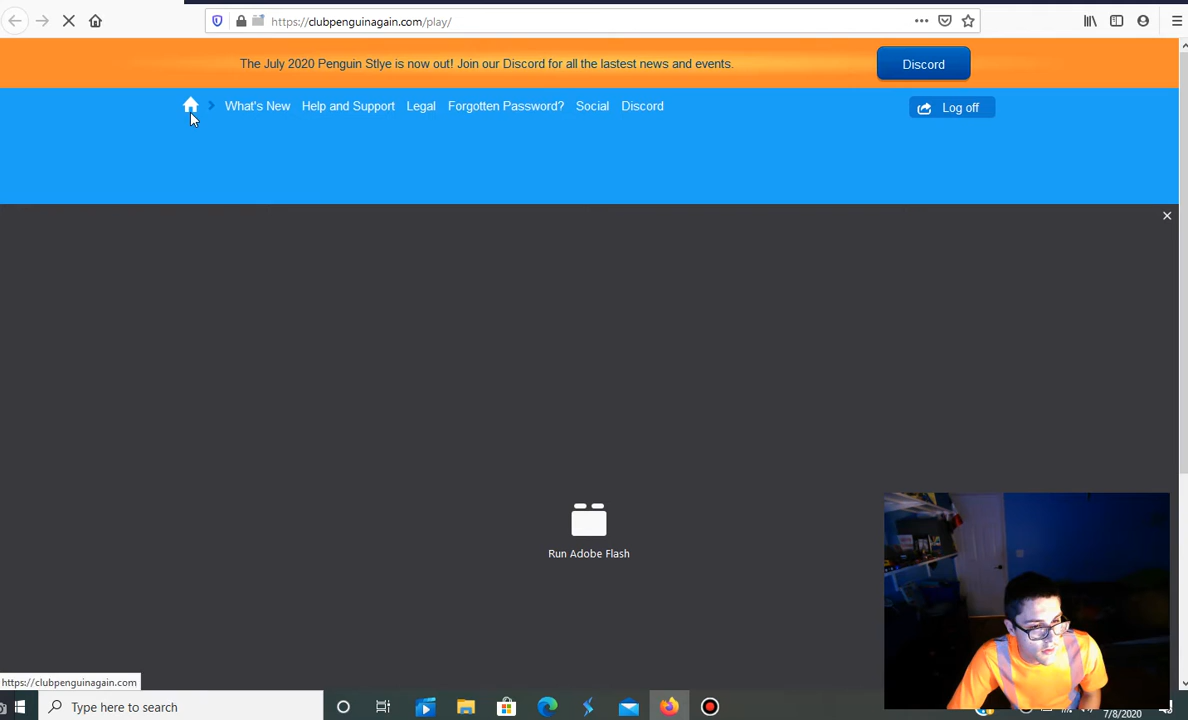 https://clubpenguinagain.com/play/
The July 2020 Penguin Stlye is now out! Join our Discord for all the lastest news and events.
Discord
What's New
Help and Support
Legal
Forgotten Password?
Social
Discord
Log off
Run Adobe Flash
https://clubpenguinagain.com
Type here to search
7/8/2020